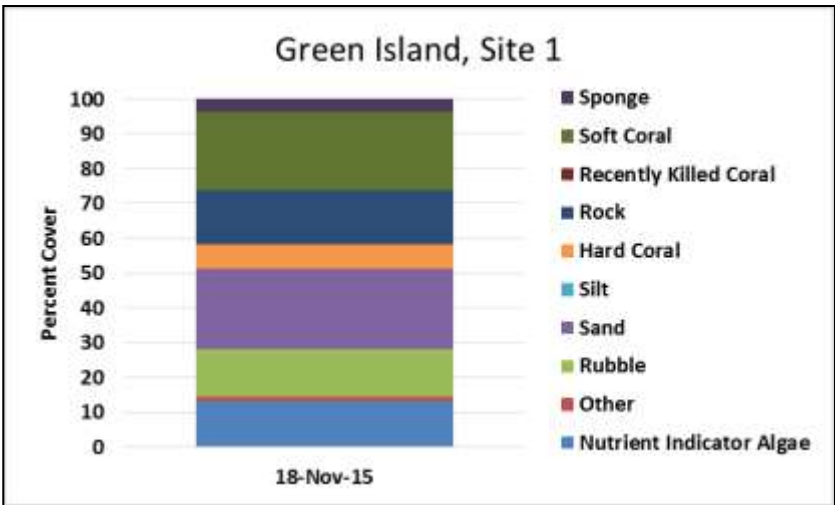 Green Island, Site 1
Percent Cover
100
90
80
70
60
50
40
30
20
10
0
18-Nov-15
Sponge
Soft Coral
Recently Killed Coral
Rock
Hard Coral
Silt
Sand
Rubble
Other
Nutrient Indicator Algae